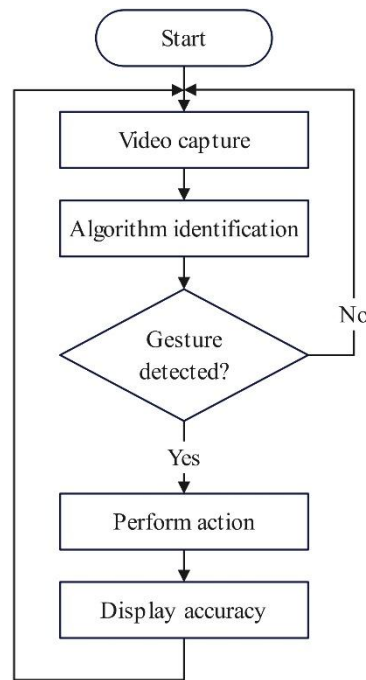 Start
Video capture
Algorithm identification
Gesture
detected?
No
Yes
Perform action
Display accuracy